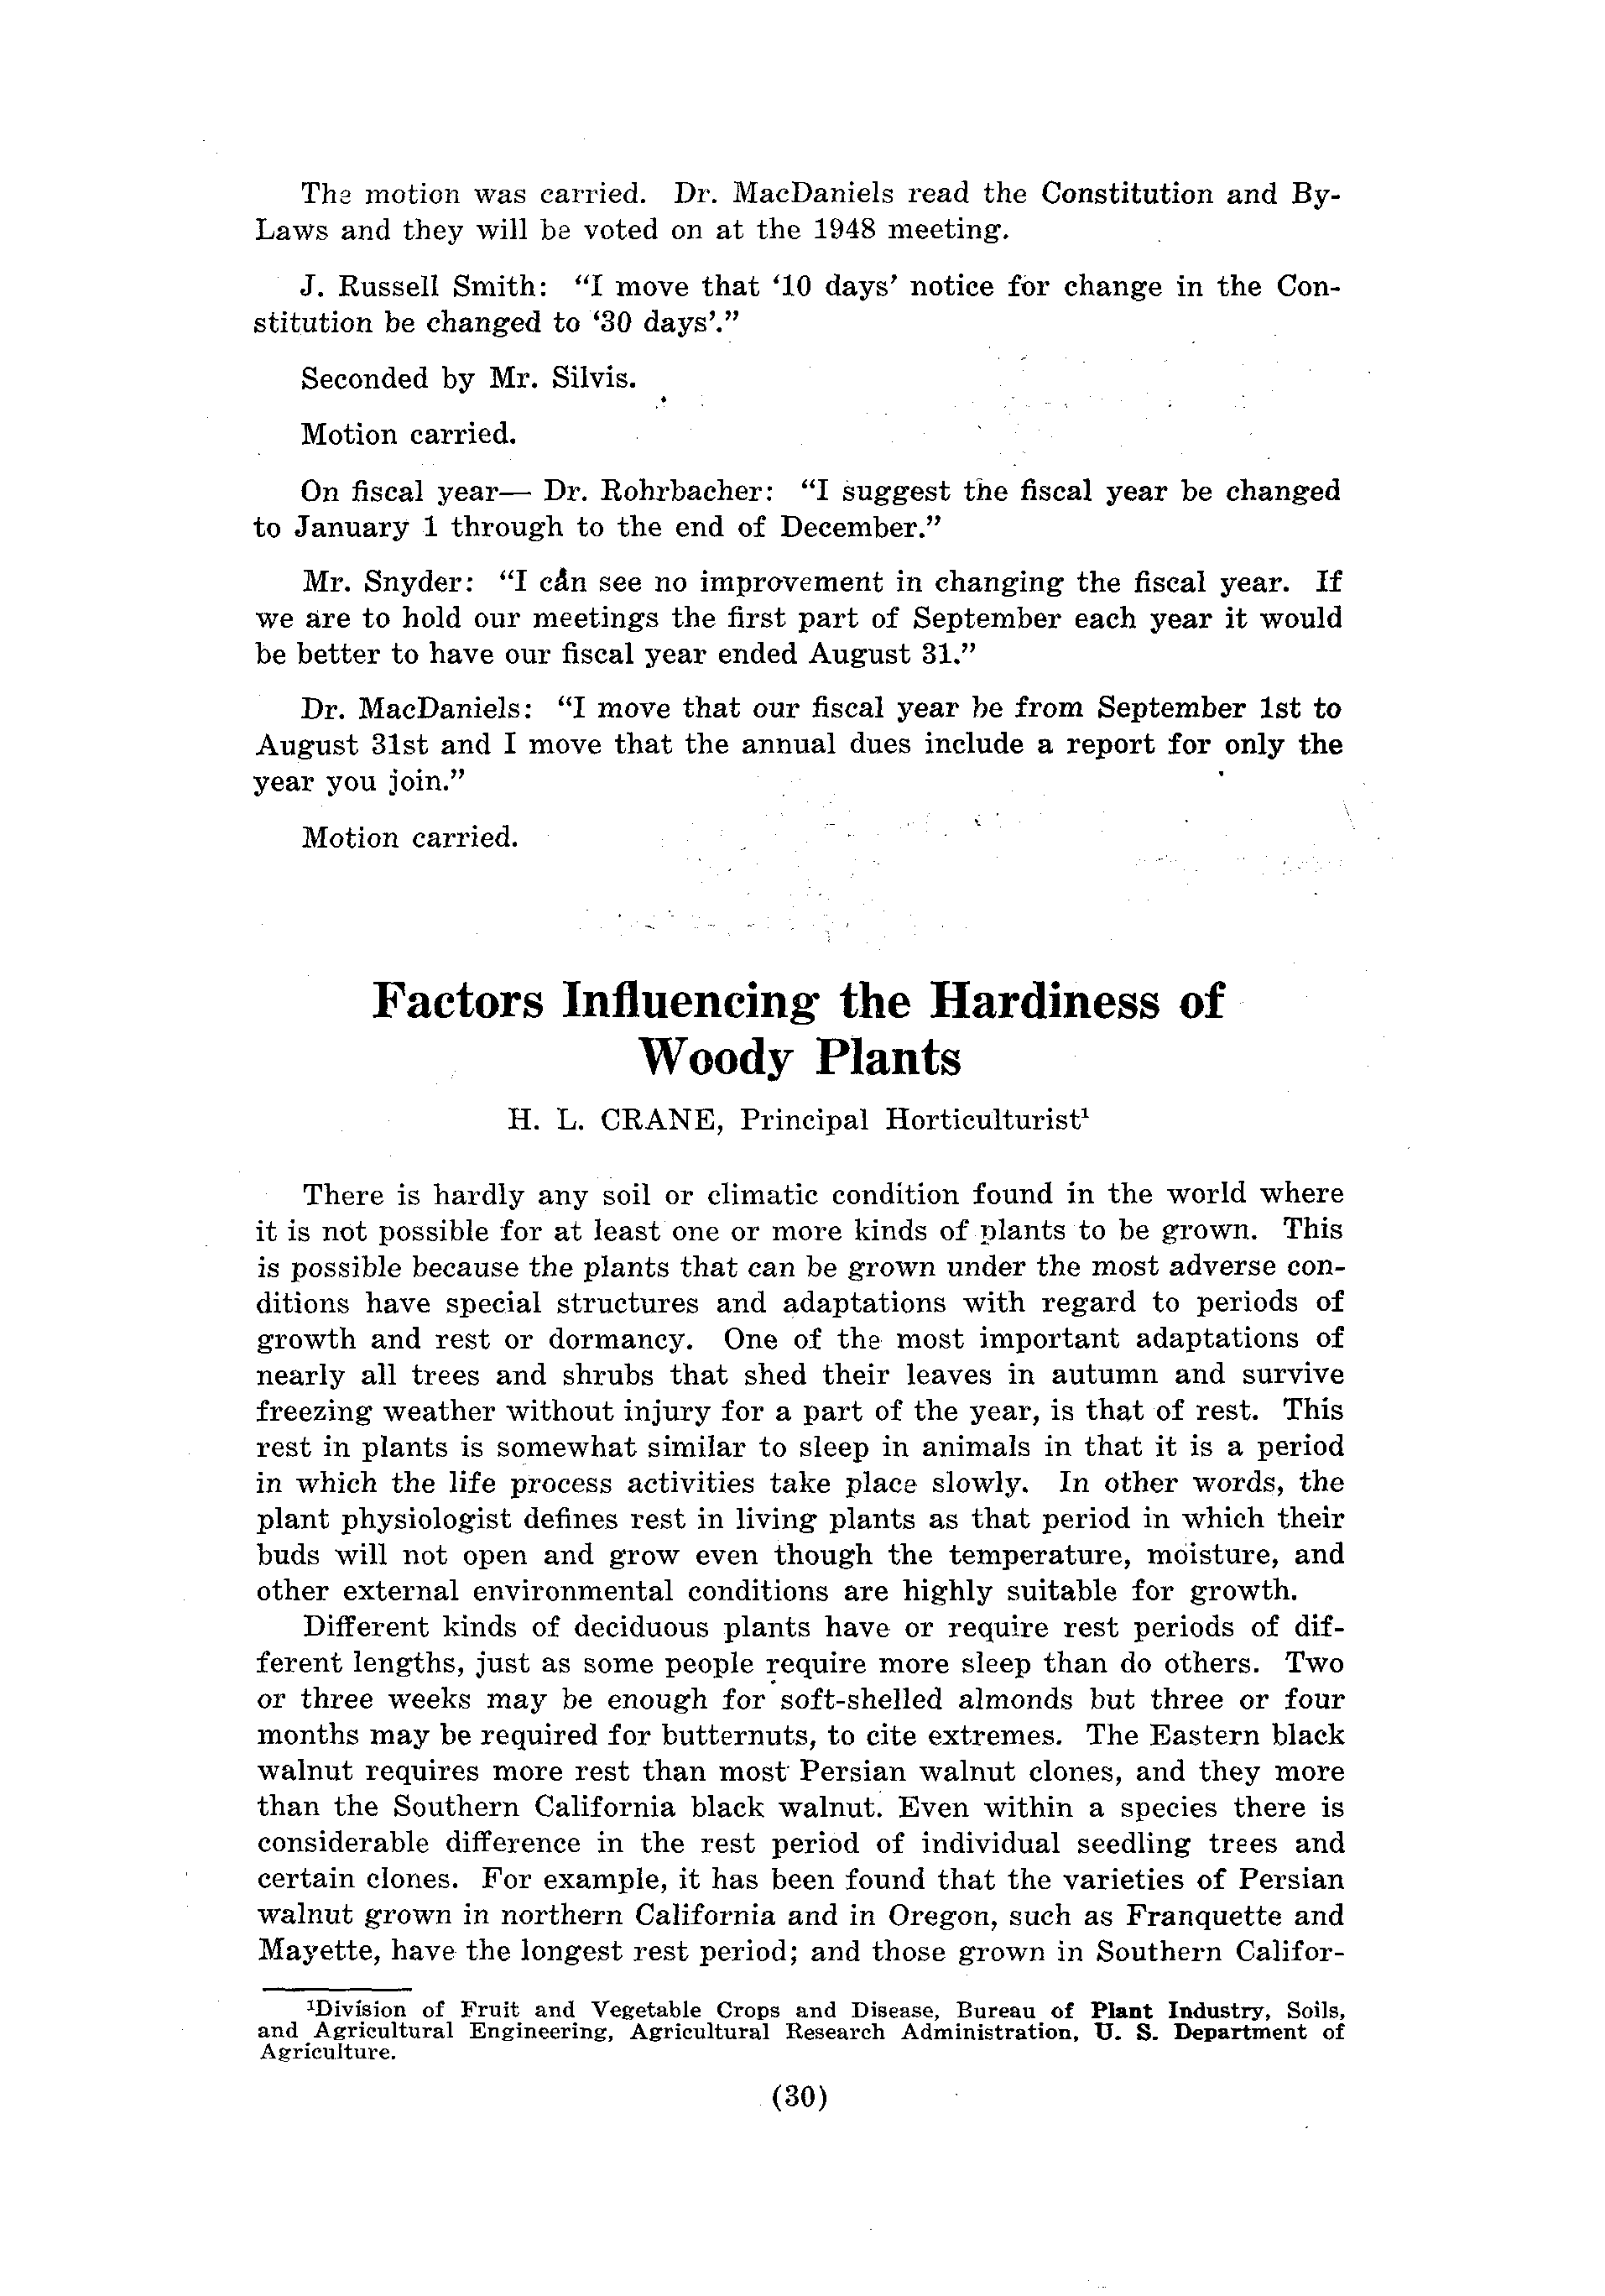 The motion was carried. Dr. MacDaniels read the Constitution and By-
Laws and they will be voted on at the 1948 meeting.
J. Russell Smith: “I move that ‘10 days’ notice for change in the Con-
stitution be changed to ‘30 days’.”
Seconded by Mr. Silvis.
Motion carried.
On fiscal year— Dr. Rohrbacher: “I suggest the fiscal year be changed
to January 1 through to the end of December.”
Mr. Snyder: “I can see no improvement in changing the fiscal year. If
we are to hold our meetings the first part of September each year it would
be better to have our fiscal year ended August 31.”
Dr. MacDaniels: “I move that our fiscal year be from September 1st to
August 31st and I move that the annual dues include a report for only the
year you join.”
Motion carried.
Factors Influencing the Hardiness of
Woody Plants
H. L. CRANE, Principal Horticulturist¹
There is hardly any soil or climatic condition found in the world where
it is not possible for at least one or more kinds of plants to be grown. This
is possible because the plants that can be grown under the most adverse con-
ditions have special structures and adaptations with regard to periods of
growth and rest or dormancy. One of the most important adaptations of
nearly all trees and shrubs that shed their leaves in autumn and survive
freezing weather without injury for a part of the year, is that of rest. This
rest in plants is somewhat similar to sleep in animals in that it is a period
in which the life process activities take place slowly. In other words, the
plant physiologist defines rest in living plants as that period in which their
buds will not open and grow even though the temperature, moisture, and
other external environmental conditions are highly suitable for growth.
Different kinds of deciduous plants have or require rest periods of dif-
ferent lengths, just as some people require more sleep than do others. Two
or three weeks may be enough for soft-shelled almonds but three or four
months may be required for butternuts, to cite extremes. The Eastern black
walnut requires more rest than most Persian walnut clones, and they more
than the Southern California black walnut. Even within a species there is
considerable difference in the rest period of individual seedling trees and
certain clones. For example, it has been found that the varieties of Persian
walnut grown in northern California and in Oregon, such as Franquette and
Mayette, have the longest rest period; and those grown in Southern Califor-
¹Division of Fruit and Vegetable Crops and Disease, Bureau of Plant Industry, Soils,
and Agricultural Engineering, Agricultural Research Administration, U. S. Department of
Agriculture.
(30)